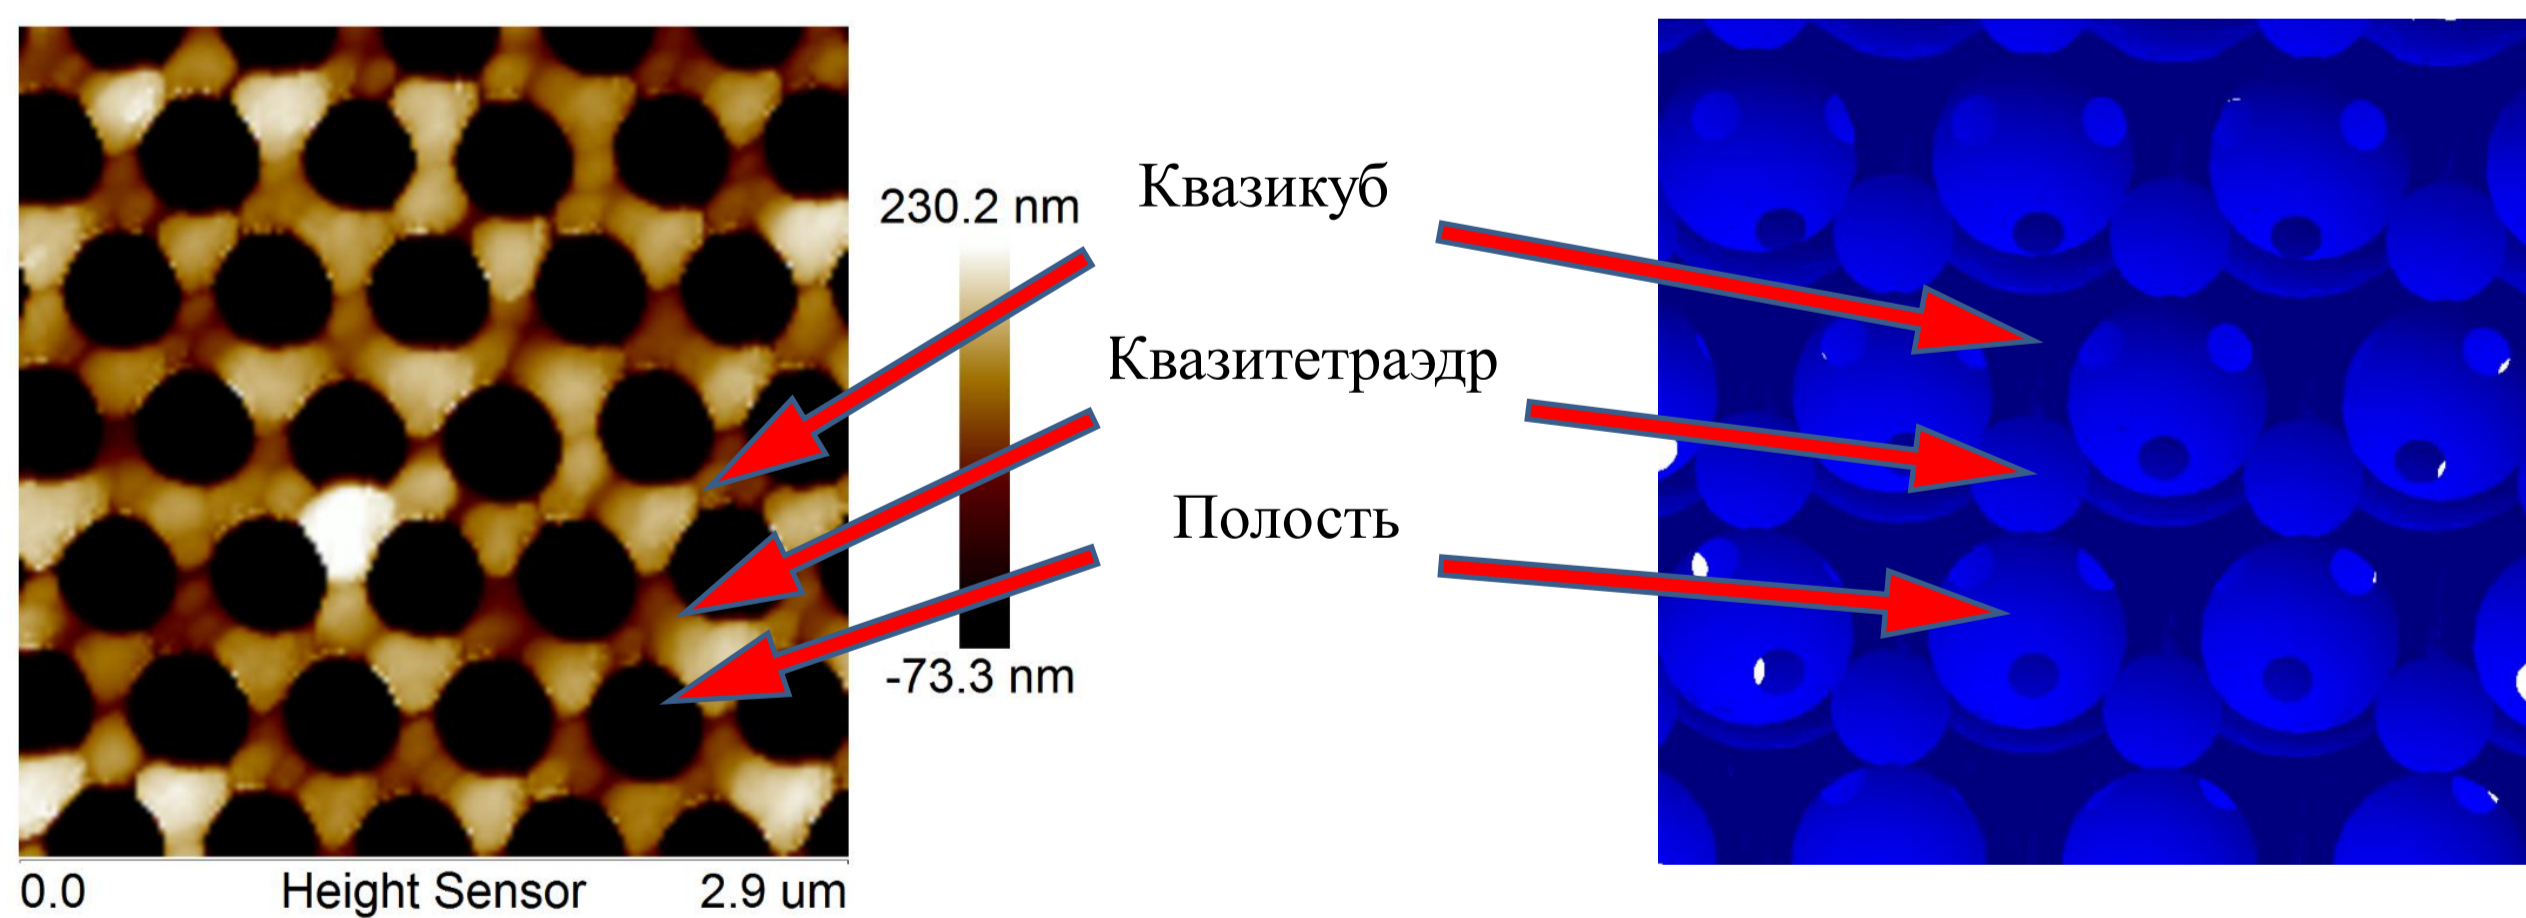 230.2 nm
Квазикуб
Квазитетраэдр
Полость
-73.3 nm
0.0 Height Sensor 2.9 um